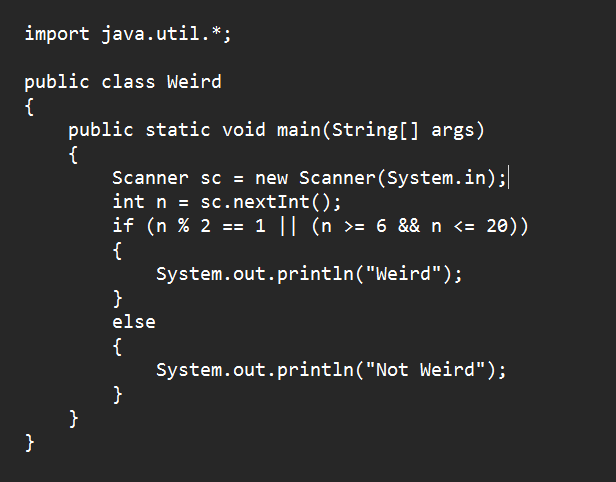 import java.util.*;
public class Weird
{
public static void main(String[] args)
{
Scanner sc = new Scanner(System.in);
int n = sc.nextInt();
if (n % 2 == 1 || (n >= 6 && n <= 20))
{
System.out.println("Weird");
}
else
{
System.out.println("Not Weird");
}
}
}